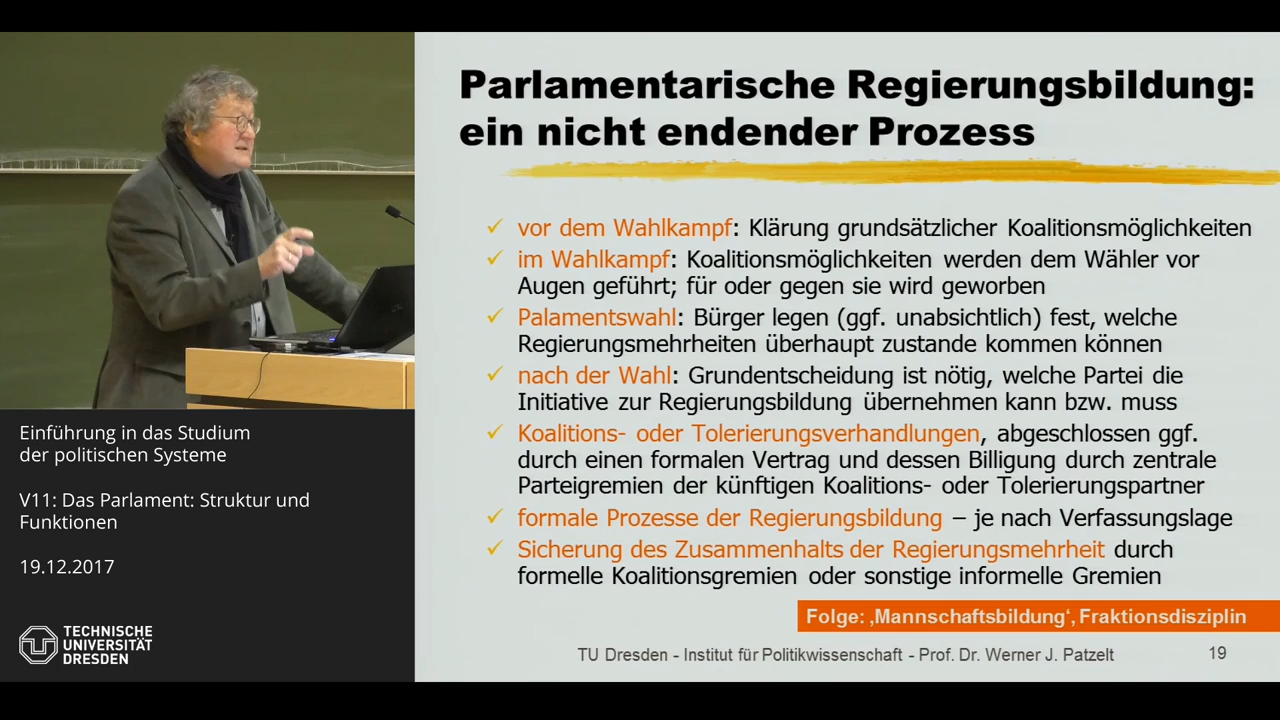 Parlamentarische Regierungsbildung:
ein nicht endender Prozess
vor dem Wahlkampf: Klärung grundsätzlicher Koalitionsmöglichkeiten
im Wahlkampf: Koalitionsmöglichkeiten werden dem Wähler vor
Augen geführt; für oder gegen sie wird geworben
Palamentswahl: Bürger legen (ggf. unabsichtlich) fest, welche
Regierungsmehrheiten überhaupt zustande kommen können
nach der Wahl: Grundentscheidung ist nötig, welche Partei die
Initiative zur Regierungsbildung übernehmen kann bzw. muss
Koalitions- oder Tolerierungsverhandlungen, abgeschlossen ggf.
durch einen formalen Vertrag und dessen Billigung durch zentrale
Parteigremien der künftigen Koalitions- oder Tolerierungspartner
formale Prozesse der Regierungsbildung – je nach Verfassungslage
Sicherung des Zusammenhalts der Regierungsmehrheit durch
formelle Koalitionsgremien oder sonstige informelle Gremien
Folge: ‚Mannschaftsbildung‘, Fraktionsdisziplin
TU Dresden - Institut für Politikwissenschaft - Prof. Dr. Werner J. Patzelt
19
Einführung in das Studium
der politischen Systeme
V11: Das Parlament: Struktur und
Funktionen
19.12.2017
TECHNISCHE
UNIVERSITÄT
DRESDEN